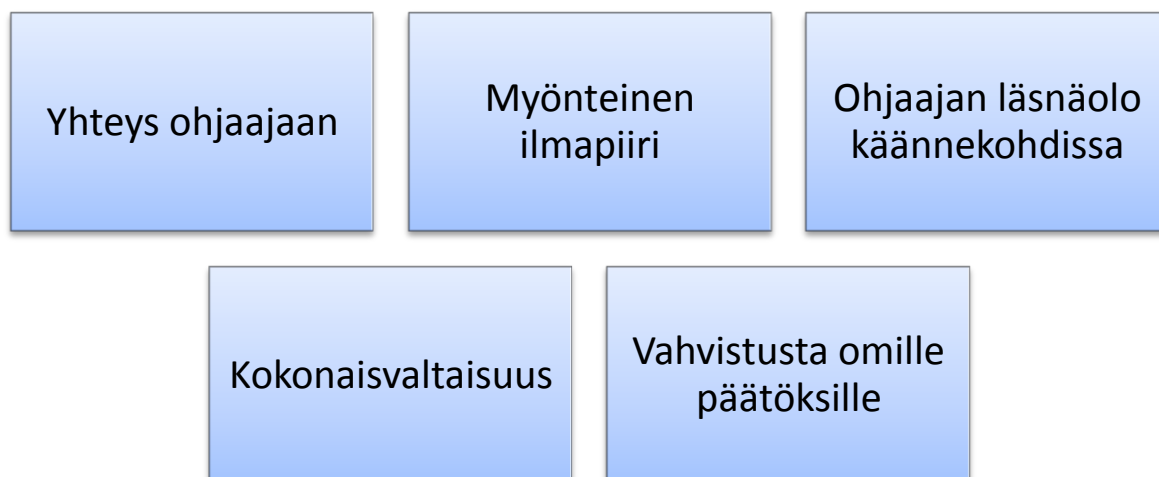 Yhteys ohjaajaan
Myönteinen
ilmapiiri
Ohjaajan läsnäolo
käännekohdissa
Kokonaisvaltaisuus
Vahvistusta omille
päätöksille